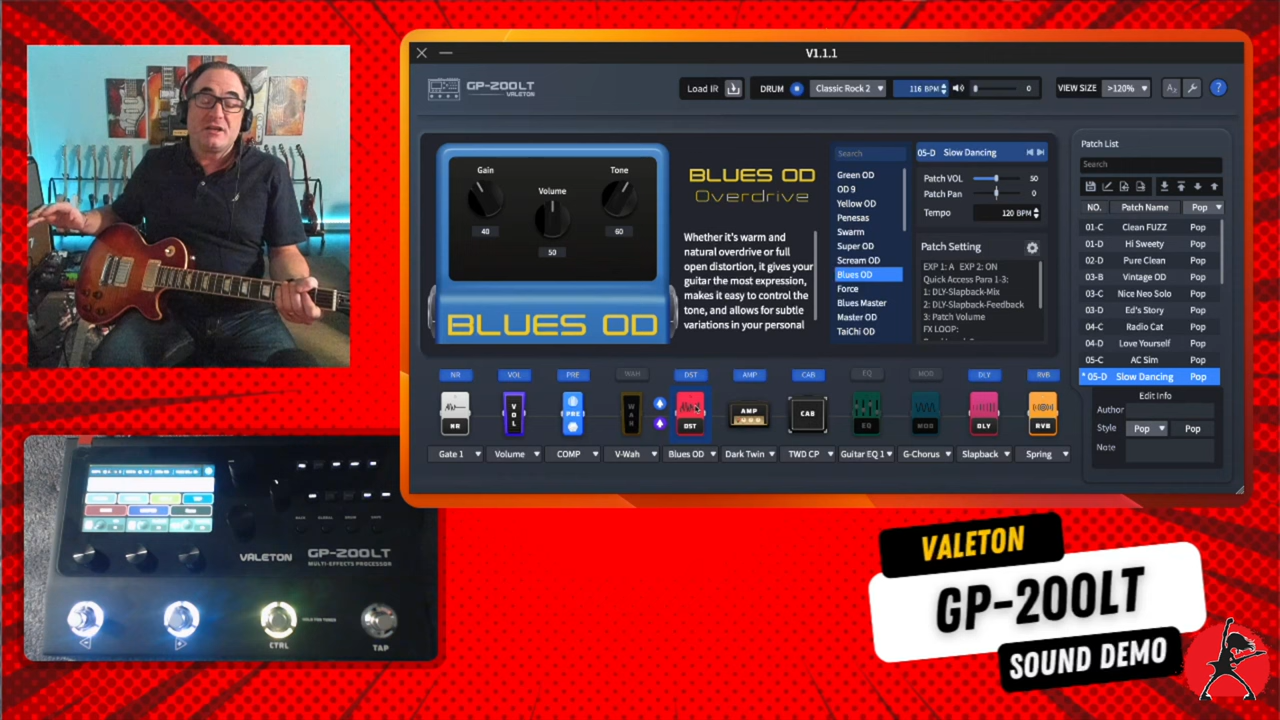 V1.1.1
GP-200LT
VALETON
Load IR
DRUM
Classic Rock 2
116 BPM
0
VIEW SIZE
>120%
?
Gain
Volume
Tone
40
50
60
BLUES OD
BLUES OD
Overdrive
Whether it's warm and
natural overdrive or full
open distortion, it gives your
guitar the most expression,
makes it easy to control the
tone, and allows for subtle
variations in your personal
Search
Green OD
OD 9
Yellow OD
Penesas
Swarm
Super OD
Scream OD
Blues OD
Force
Blues Master
Master OD
TaiChi OD
05-D Slow Dancing
Patch VOL 50
Patch Pan 0
Tempo 120 BPM
Patch Setting
EXP 1: A EXP 2: ON
Quick Access Para 1-3:
1: DLY-Slapback-Mix
2: DLY-Slapback-Feedback
3: Patch Volume
FX LOOP:
Patch List
Search
NO. Patch Name Pop
01-C Clean FUZZ Pop
01-D Hi Sweety Pop
02-D Pure Clean Pop
03-B Vintage OD Pop
03-C Nice Neo Solo Pop
03-D Ed's Story Pop
04-C Radio Cat Pop
04-D Love Yourself Pop
05-C AC Sim Pop
* 05-D Slow Dancing Pop
Edit Info
Author
Style Pop Pop
Note
NR VOL PRE WAH DST AMP CAB EQ MOD DLY RVB
NR VOL PRE WAH DST AMP CAB EQ MOD DLY RVB
Gate 1 Volume COMP V-Wah Blues OD Dark Twin TWD CP Guitar EQ 1 G-Chorus Slapback Spring
VALETON GP-200LT
MULTI-EFFECTS PROCESSOR
CTRL
TAP
VALETON
GP-200LT
SOUND DEMO